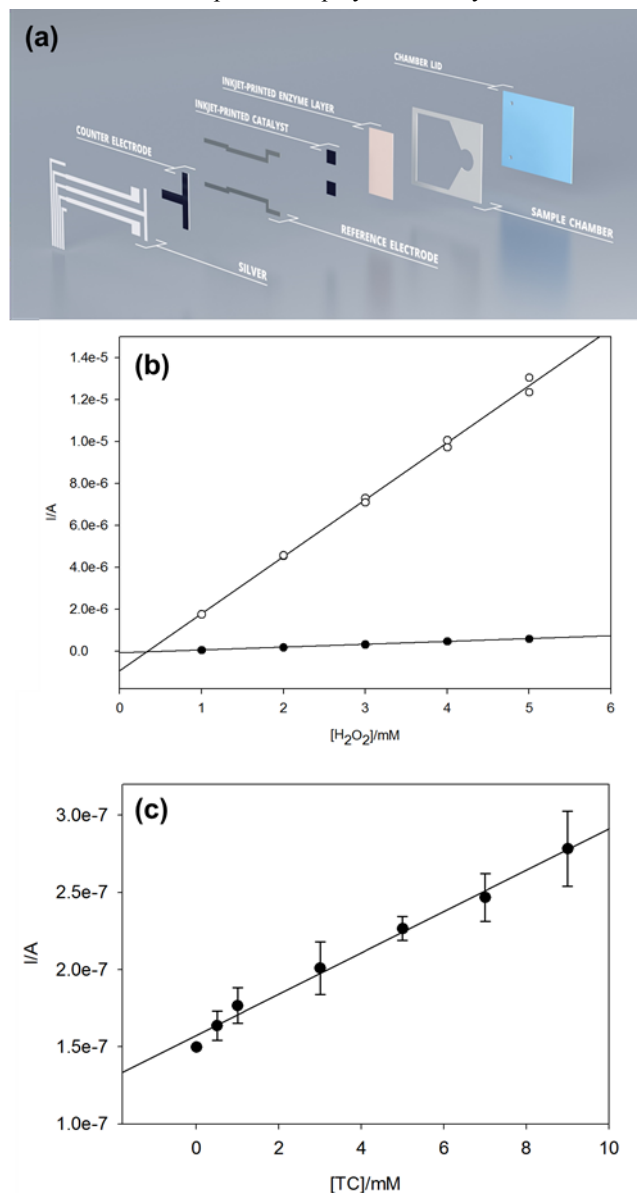 (a)
CHAMBER LID
INKJET-PRINTED ENZYME LAYER
INKJET-PRINTED CATALYST
COUNTER ELECTRODE
SAMPLE CHAMBER
REFERENCE ELECTRODE
SILVER
(b)
1.4e-5
1.2e-5
1.0e-5
8.0e-6
6.0e-6
4.0e-6
2.0e-6
0.0
I/A
0 1 2 3 4 5 6
[H₂O₂]/mM
(c)
3.0e-7
2.5e-7
2.0e-7
1.5e-7
1.0e-7
I/A
0 2 4 6 8 10
[TC]/mM